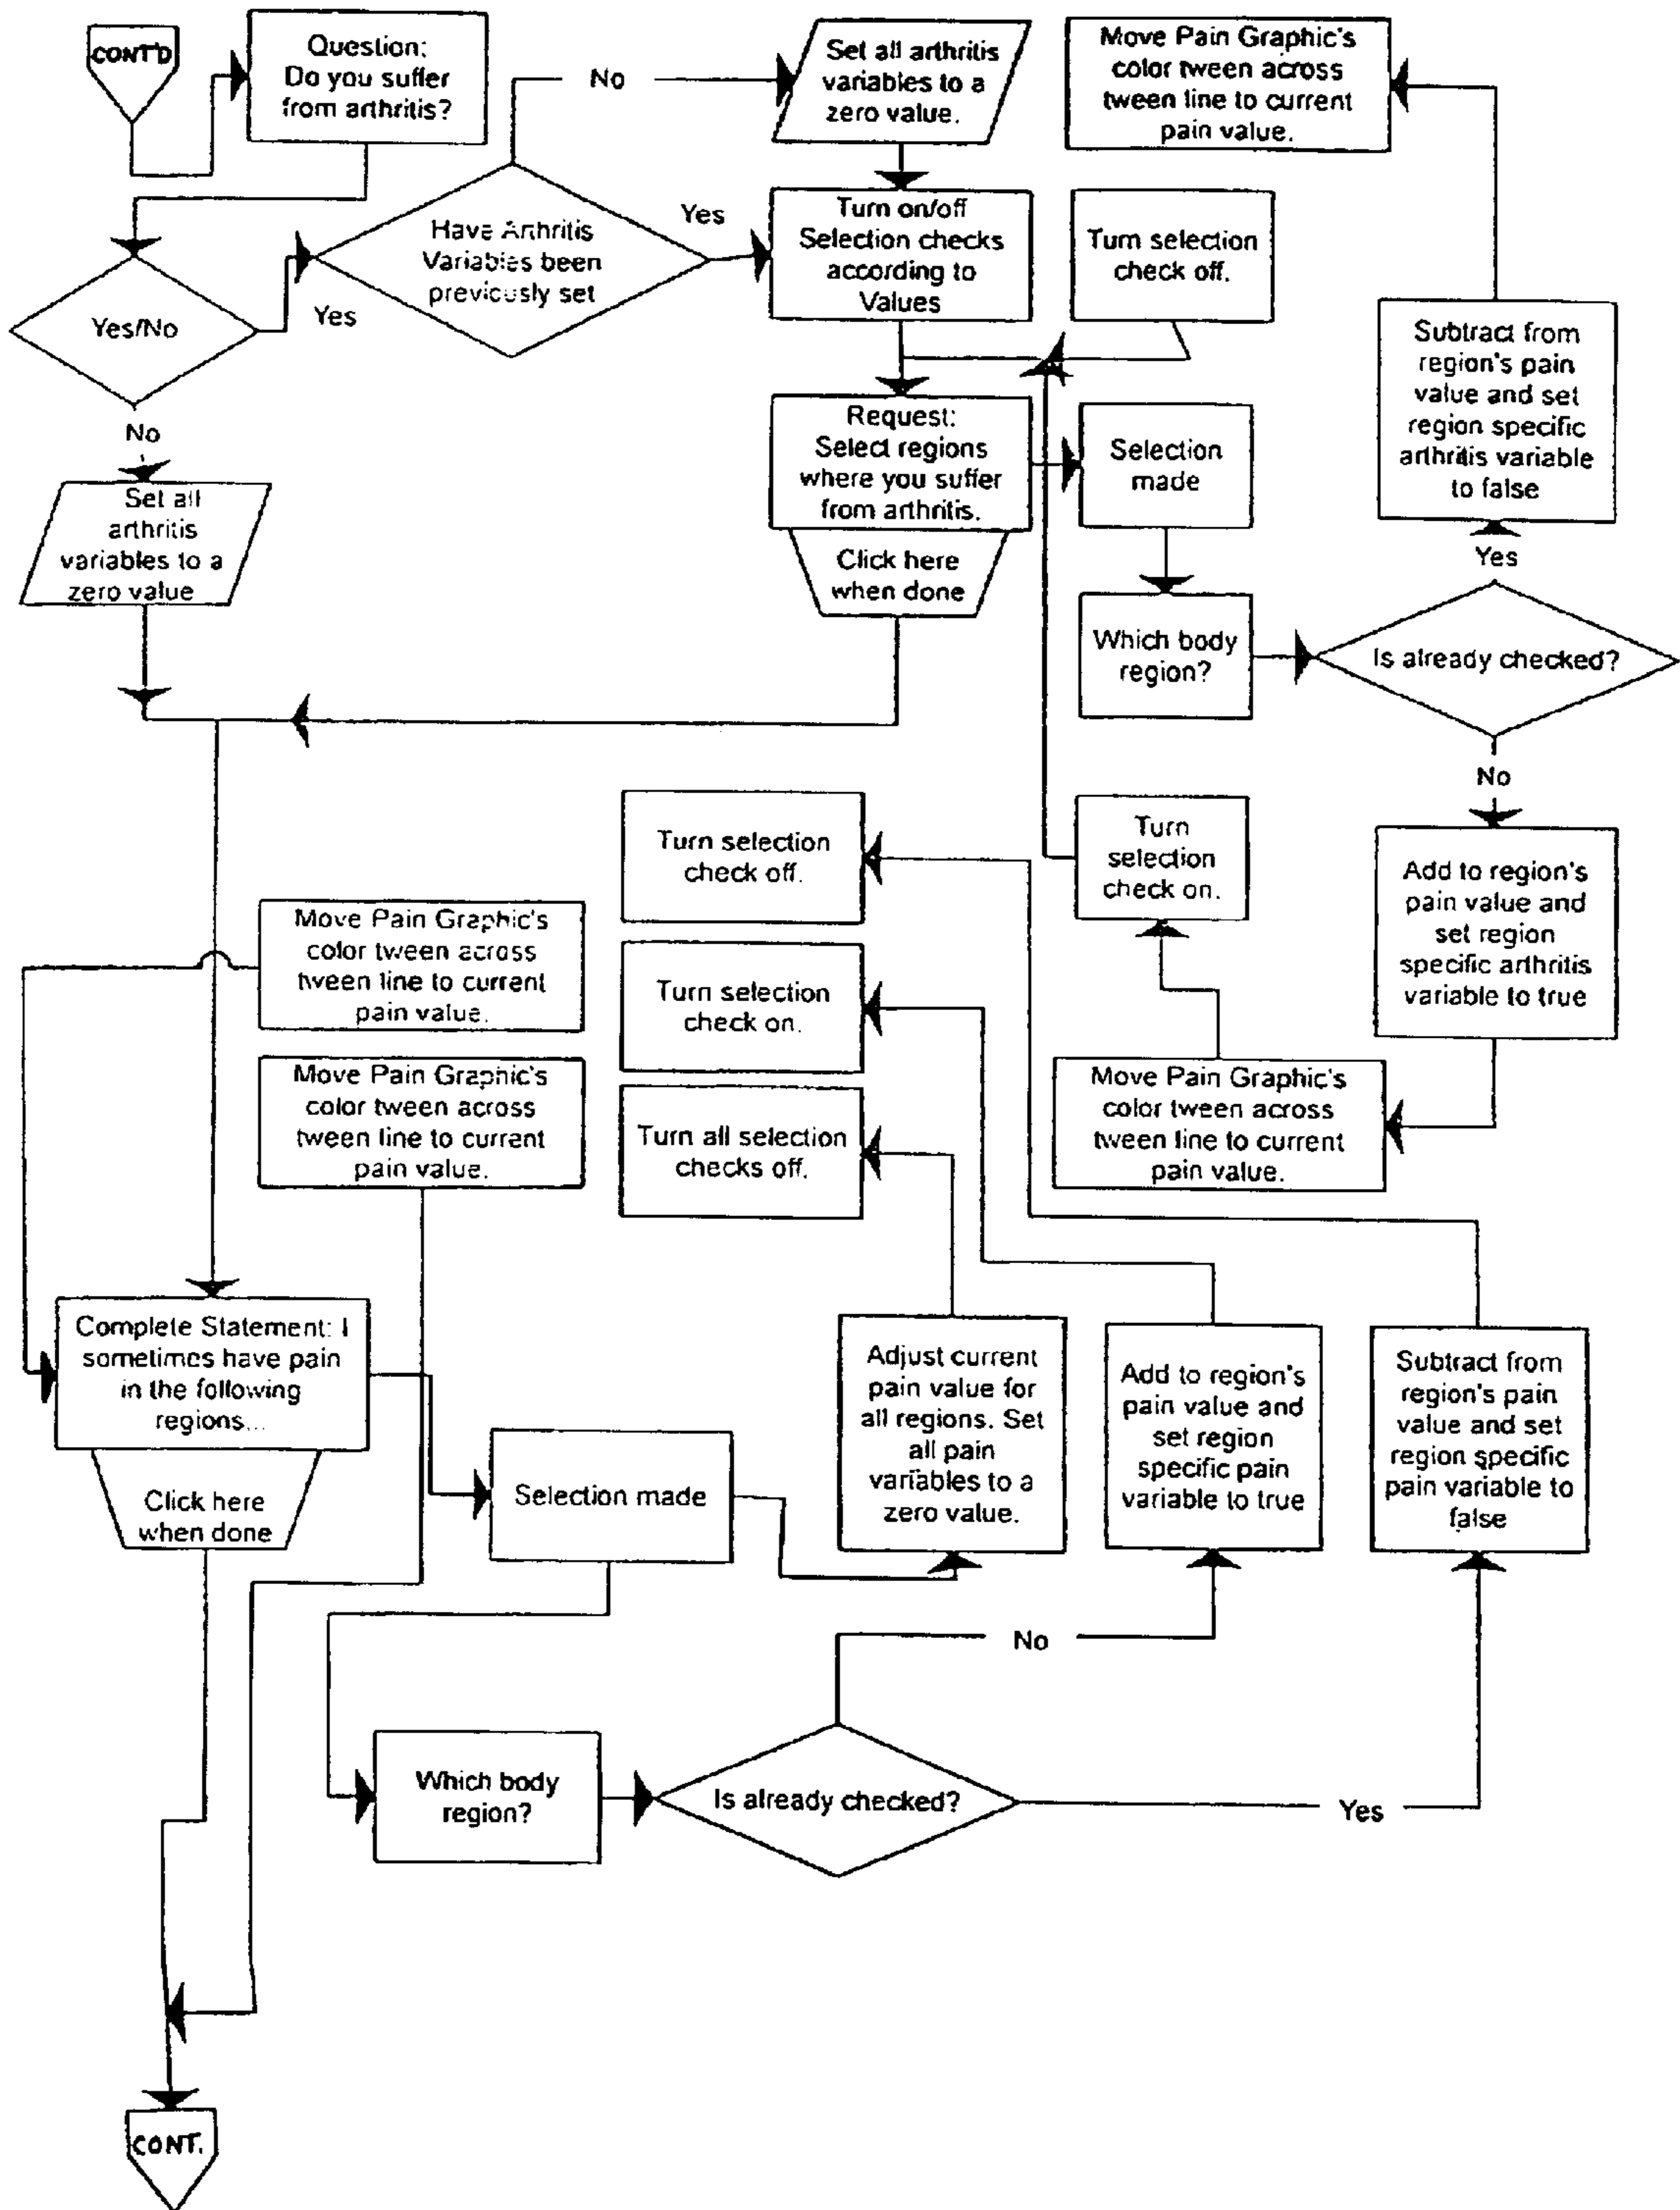 CONT'D
Question:
Do you suffer
from arthritis?
No
Set all arthritis
variables to a
zero value.
Move Pain Graphic's
color tween across
tween line to current
pain value.
Yes/No
Yes
Have Arthritis
Variables been
previously set
Yes
Turn on/off
Selection checks
according to
Values
Turn selection
check off.
Subtract from
region's pain
value and set
region specific
arthritis variable
to false
No
Set all
arthritis
variables to a
zero value
Request:
Select regions
where you suffer
from arthritis.
Click here
when done
Selection
made
Yes
Which body
region?
Is already checked?
No
Turn selection
check off.
Turn
selection
check on.
Add to region's
pain value and
set region
specific arthritis
variable to true
Move Pain Graphic's
color tween across
tween line to current
pain value.
Turn selection
check on.
Move Pain Graphic's
color tween across
tween line to current
pain value.
Turn all selection
checks off.
Move Pain Graphic's
color tween across
tween line to current
pain value.
Complete Statement: I
sometimes have pain
in the following
regions...
Click here
when done
Selection made
Adjust current
pain value for
all regions. Set
all pain
variables to a
zero value.
Add to region's
pain value and
set region
specific pain
variable to true
Subtract from
region's pain
value and set
region specific
pain variable to
false
No
Which body
region?
Is already checked?
Yes
CONT.